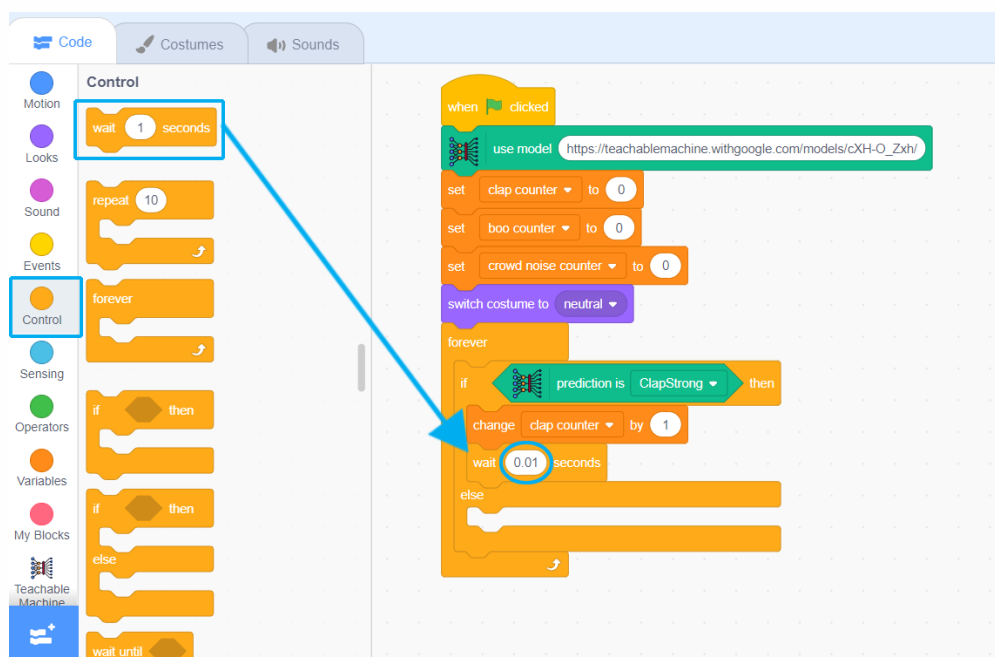 Code
Costumes
Sounds
Motion
Looks
Sound
Events
Control
Sensing
Operators
Variables
My Blocks
Teachable
Machine
Control
wait 1 seconds
repeat 10
forever
if then
if then
else
wait until
when clicked
use model https://teachablemachine.withgoogle.com/models/cXH-O_Zxh/
set clap counter to 0
set boo counter to 0
set crowd noise counter to 0
switch costume to neutral
forever
if prediction is ClapStrong then
change clap counter by 1
wait 0.01 seconds
else